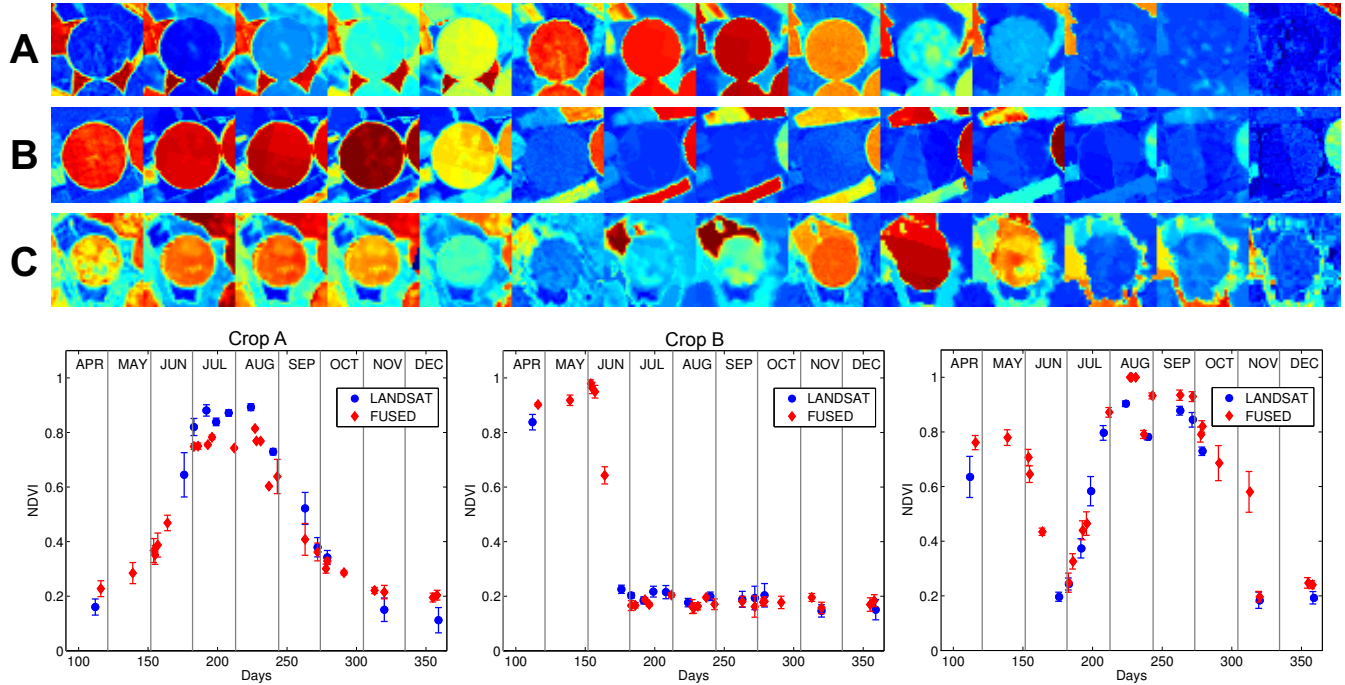 A
B
C
Crop A
Crop B
APR MAY JUN JUL AUG SEP OCT NOV DEC
LANDSAT
FUSED
NDVI
1
0.8
0.6
0.4
0.2
0
100 150 200 250 300 350
Days
APR MAY JUN JUL AUG SEP OCT NOV DEC
LANDSAT
FUSED
NDVI
1
0.8
0.6
0.4
0.2
0
100 150 200 250 300 350
Days
APR MAY JUN JUL AUG SEP OCT NOV DEC
LANDSAT
FUSED
NDVI
1
0.8
0.6
0.4
0.2
0
100 150 200 250 300 350
Days